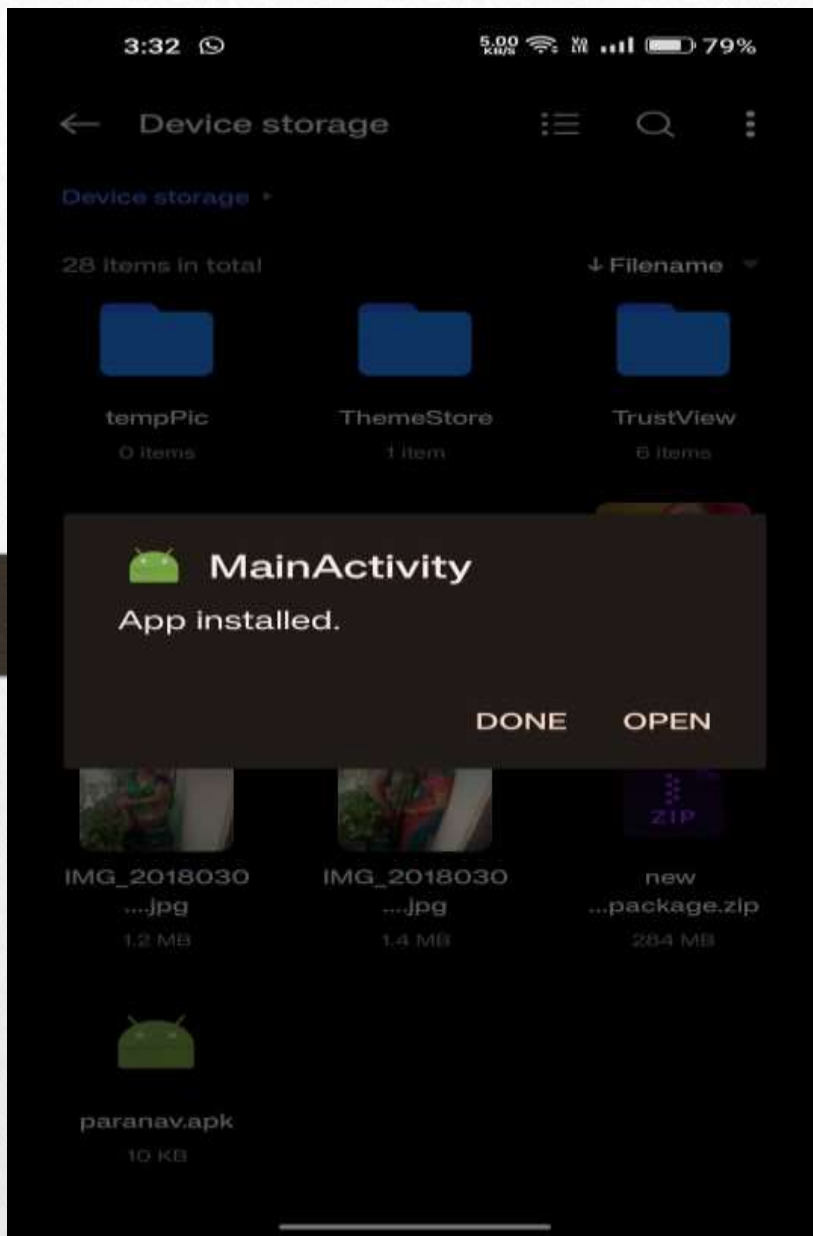 3:32 5.00 KB/S Vo LTE 79%
Device storage
Device storage
28 items in total Filename
tempPic ThemeStore TrustView
0 items 1 item 6 items
MainActivity
App installed.
DONE OPEN
ZIP
IMG_2018030 IMG_2018030 new
....jpg ....jpg ...package.zip
1.2 MB 1.4 MB 284 MB
paranav.apk
10 KB